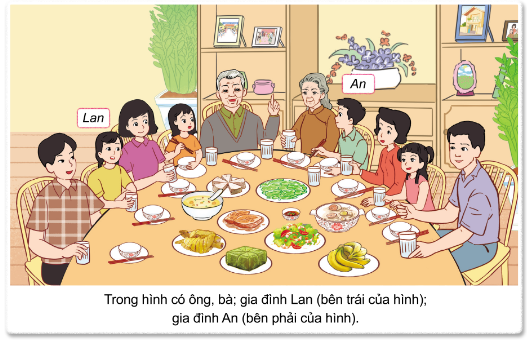 Lan
An
Trong hình có ông, bà; gia đình Lan (bên trái của hình);
gia đình An (bên phải của hình).